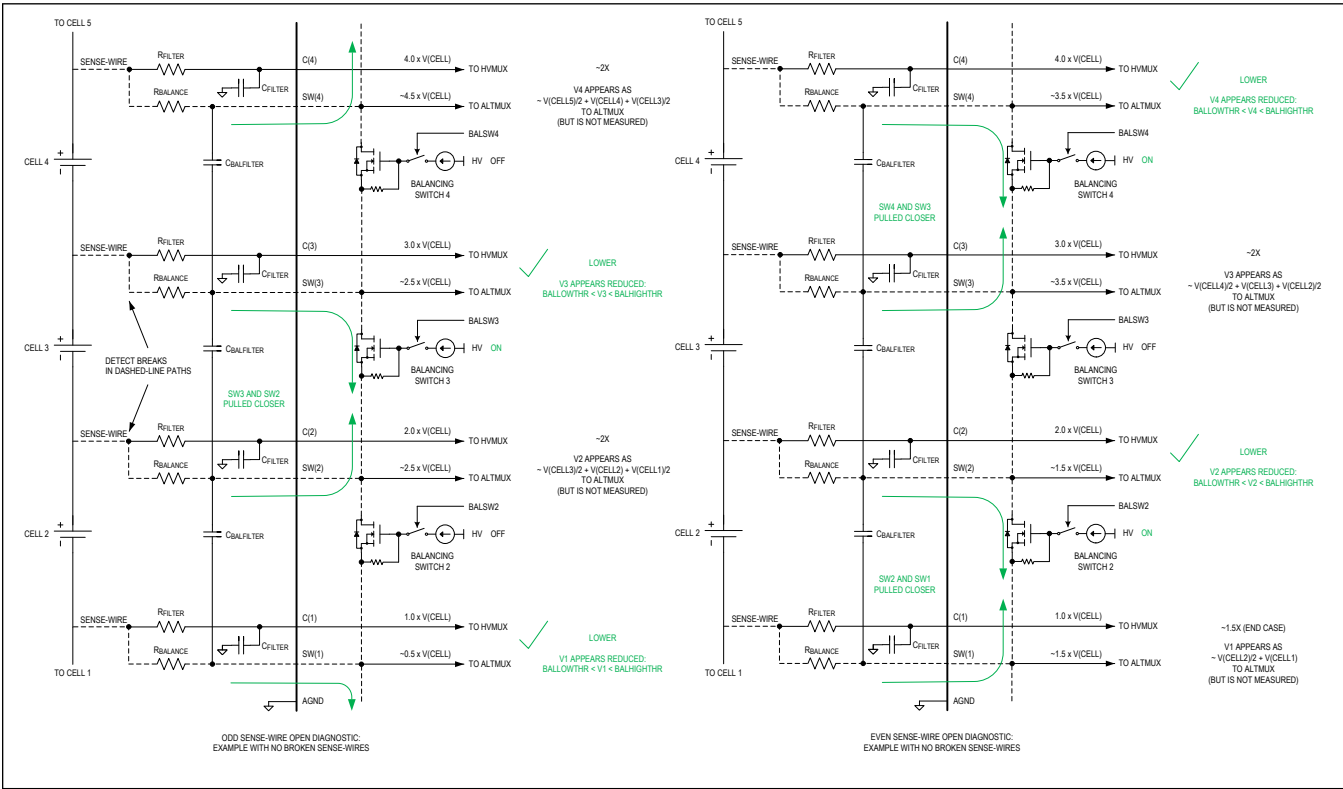 TO CELL 5
SENSE-WIRE
RFILTER
C(4)
4.0 x V(CELL)
TO HVMUX
CFILTER
RBALANCE
SW(4)
~4.5 x V(CELL)
TO ALTMUX
~2X
V4 APPEARS AS
~ V(CELL5)/2 + V(CELL4) + V(CELL3)/2
TO ALTMUX
(BUT IS NOT MEASURED)
BALSW4
CELL 4
+
CBALFILTER
HV OFF
BALANCING
SWITCH 4
SENSE-WIRE
RFILTER
C(3)
3.0 x V(CELL)
TO HVMUX
CFILTER
RBALANCE
SW(3)
~2.5 x V(CELL)
TO ALTMUX
LOWER
V3 APPEARS REDUCED:
BALLOWTHR < V3 < BALHIGHTHR
BALSW3
CELL 3
+
CBALFILTER
HV ON
BALANCING
SWITCH 3
DETECT BREAKS
IN DASHED-LINE PATHS
SW3 AND SW2
PULLED CLOSER
SENSE-WIRE
RFILTER
C(2)
2.0 x V(CELL)
TO HVMUX
CFILTER
RBALANCE
SW(2)
~2.5 x V(CELL)
TO ALTMUX
~2X
V2 APPEARS AS
~ V(CELL3)/2 + V(CELL2) + V(CELL1)/2
TO ALTMUX
(BUT IS NOT MEASURED)
BALSW2
CELL 2
+
CBALFILTER
HV OFF
BALANCING
SWITCH 2
SENSE-WIRE
RFILTER
C(1)
1.0 x V(CELL)
TO HVMUX
CFILTER
RBALANCE
SW(1)
~0.5 x V(CELL)
TO ALTMUX
LOWER
V1 APPEARS REDUCED:
BALLOWTHR < V1 < BALHIGHTHR
TO CELL 1
AGND
ODD SENSE-WIRE OPEN DIAGNOSTIC:
EXAMPLE WITH NO BROKEN SENSE-WIRES
TO CELL 5
SENSE-WIRE
RFILTER
C(4)
4.0 x V(CELL)
TO HVMUX
CFILTER
RBALANCE
SW(4)
~3.5 x V(CELL)
TO ALTMUX
LOWER
V4 APPEARS REDUCED:
BALLOWTHR < V4 < BALHIGHTHR
BALSW4
CELL 4
+
CBALFILTER
HV ON
BALANCING
SWITCH 4
SW4 AND SW3
PULLED CLOSER
SENSE-WIRE
RFILTER
C(3)
3.0 x V(CELL)
TO HVMUX
CFILTER
RBALANCE
SW(3)
~3.5 x V(CELL)
TO ALTMUX
~2X
V3 APPEARS AS
~ V(CELL4)/2 + V(CELL3) + V(CELL2)/2
TO ALTMUX
(BUT IS NOT MEASURED)
BALSW3
CELL 3
+
CBALFILTER
HV OFF
BALANCING
SWITCH 3
SENSE-WIRE
RFILTER
C(2)
2.0 x V(CELL)
TO HVMUX
CFILTER
RBALANCE
SW(2)
~1.5 x V(CELL)
TO ALTMUX
LOWER
V2 APPEARS REDUCED:
BALLOWTHR < V2 < BALHIGHTHR
BALSW2
CELL 2
+
CBALFILTER
HV ON
BALANCING
SWITCH 2
SW2 AND SW1
PULLED CLOSER
SENSE-WIRE
RFILTER
C(1)
1.0 x V(CELL)
TO HVMUX
CFILTER
RBALANCE
SW(1)
~1.5 x V(CELL)
TO ALTMUX
~1.5X (END CASE)
V1 APPEARS AS
~ V(CELL2)/2 + V(CELL1)
TO ALTMUX
(BUT IS NOT MEASURED)
TO CELL 1
AGND
EVEN SENSE-WIRE OPEN DIAGNOSTIC:
EXAMPLE WITH NO BROKEN SENSE-WIRES